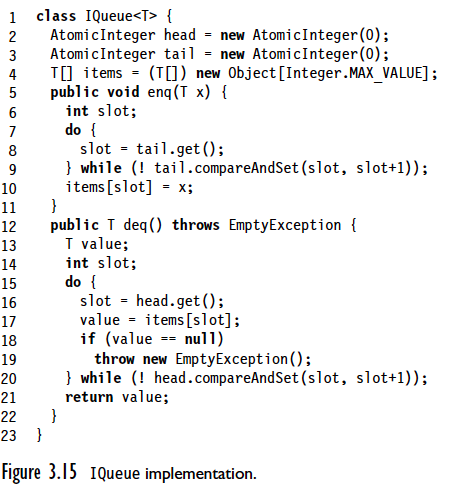 1 class IQueue<T> {
2 AtomicInteger head = new AtomicInteger(0);
3 AtomicInteger tail = new AtomicInteger(0);
4 T[] items = (T[]) new Object[Integer.MAX_VALUE];
5 public void enq(T x) {
6 int slot;
7 do {
8 slot = tail.get();
9 } while (! tail.compareAndSet(slot, slot+1));
10 items[slot] = x;
11 }
12 public T deq() throws EmptyException {
13 T value;
14 int slot;
15 do {
16 slot = head.get();
17 value = items[slot];
18 if (value == null)
19 throw new EmptyException();
20 } while (! head.compareAndSet(slot, slot+1));
21 return value;
22 }
23 }
Figure 3.15 IQueue implementation.